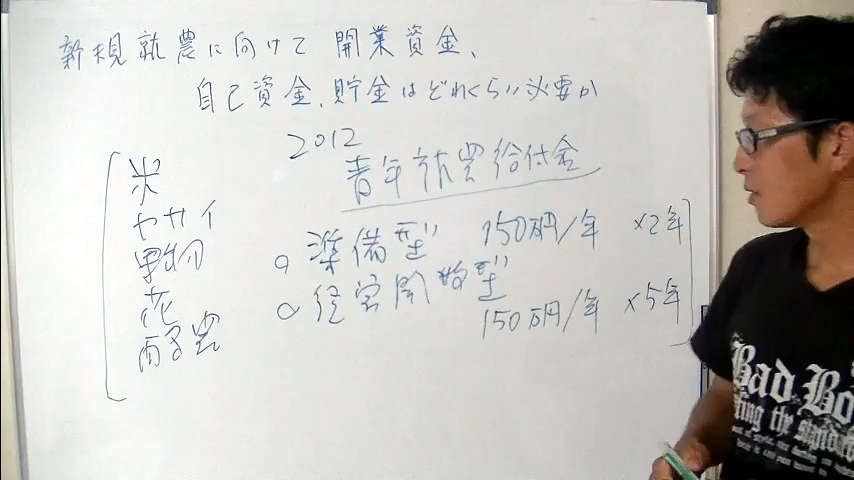 新規就農に向けて 開業資金、
自己資金、貯金はどれくらい必要か
2012
青年就農給付金
米
ヤサイ
果物
花
酪農
○ 準備型 150万円/年 ×2年
○ 経営開始型
150万円/年 ×5年
Bad Bo